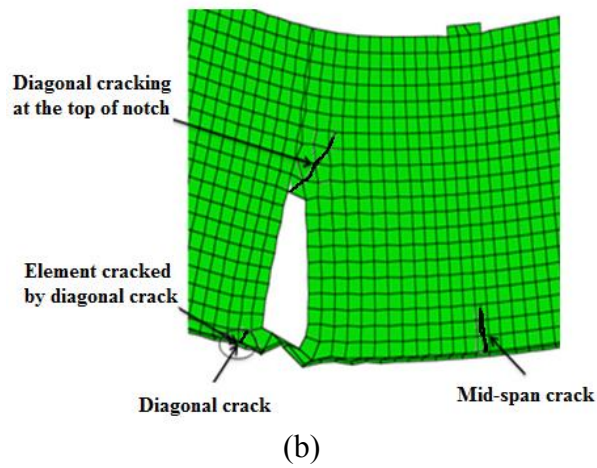 Diagonal cracking
at the top of notch
Element cracked
by diagonal crack
Diagonal crack
Mid-span crack
(b)